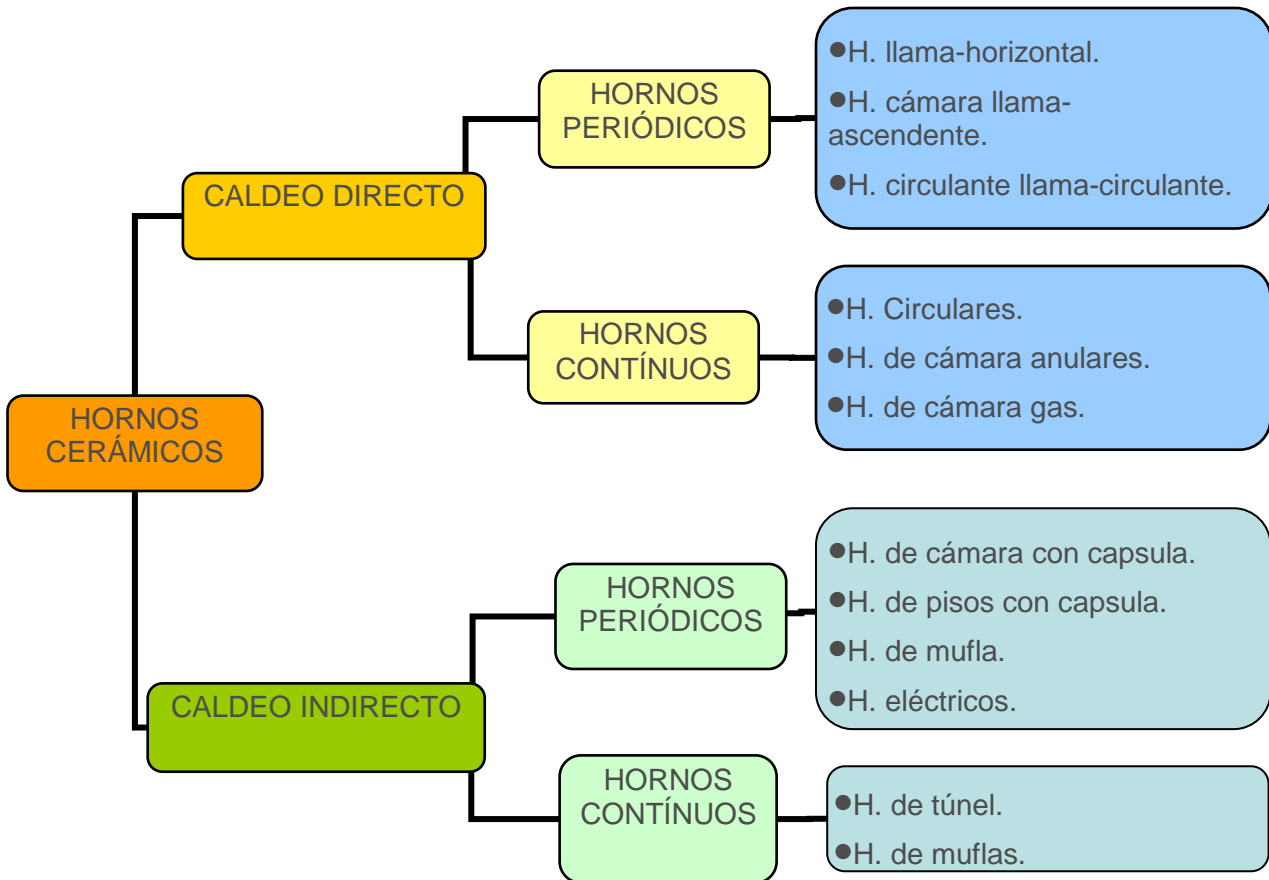 HORNOS
CERÁMICOS
CALDEO DIRECTO
HORNOS
PERIÓDICOS
●H. llama-horizontal.
●H. cámara llama-
ascendente.
●H. circulante llama-circulante.
HORNOS
CONTÍNUOS
●H. Circulares.
●H. de cámara anulares.
●H. de cámara gas.
CALDEO INDIRECTO
HORNOS
PERIÓDICOS
●H. de cámara con capsula.
●H. de pisos con capsula.
●H. de mufla.
●H. eléctricos.
HORNOS
CONTÍNUOS
●H. de túnel.
●H. de muflas.